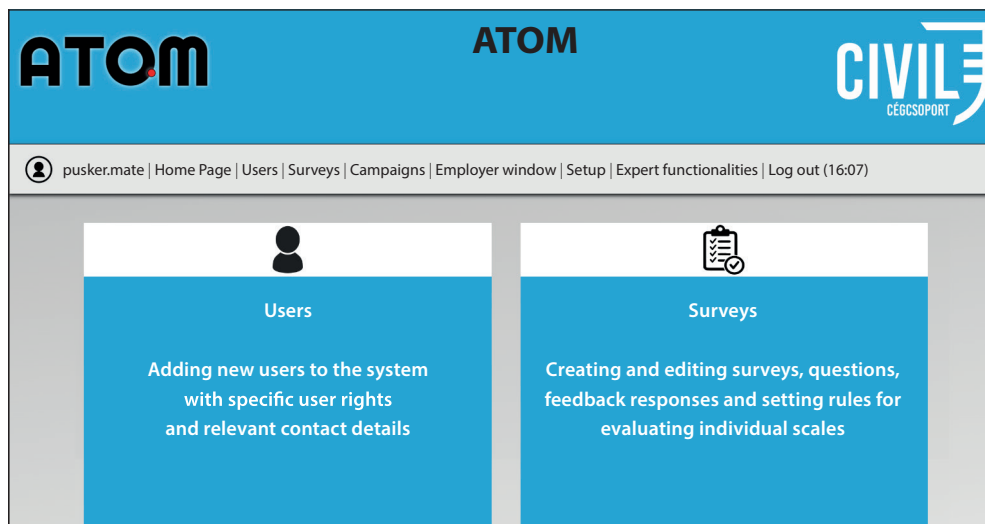 ATOM
ATOM
CIVIL
CÉGCSOPORT
pusker.mate | Home Page | Users | Surveys | Campaigns | Employer window | Setup | Expert functionalities | Log out (16:07)
Users
Adding new users to the system
with specific user rights
and relevant contact details
Surveys
Creating and editing surveys, questions,
feedback responses and setting rules for
evaluating individual scales